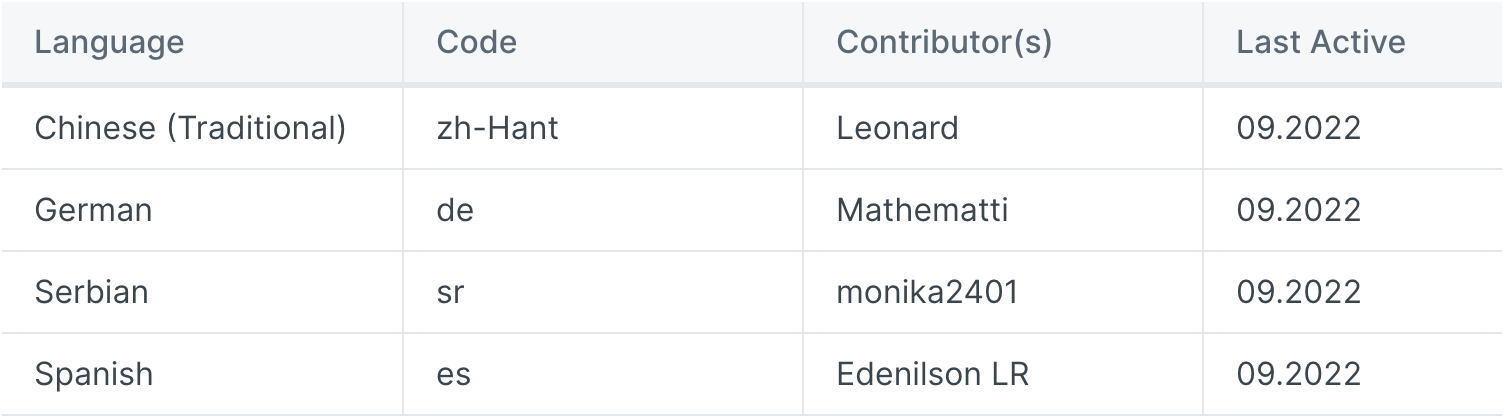 Language Code Contributor(s) Last Active
Chinese (Traditional) zh-Hant Leonard 09.2022
German de Mathematti 09.2022
Serbian sr monika2401 09.2022
Spanish es Edenilson LR 09.2022